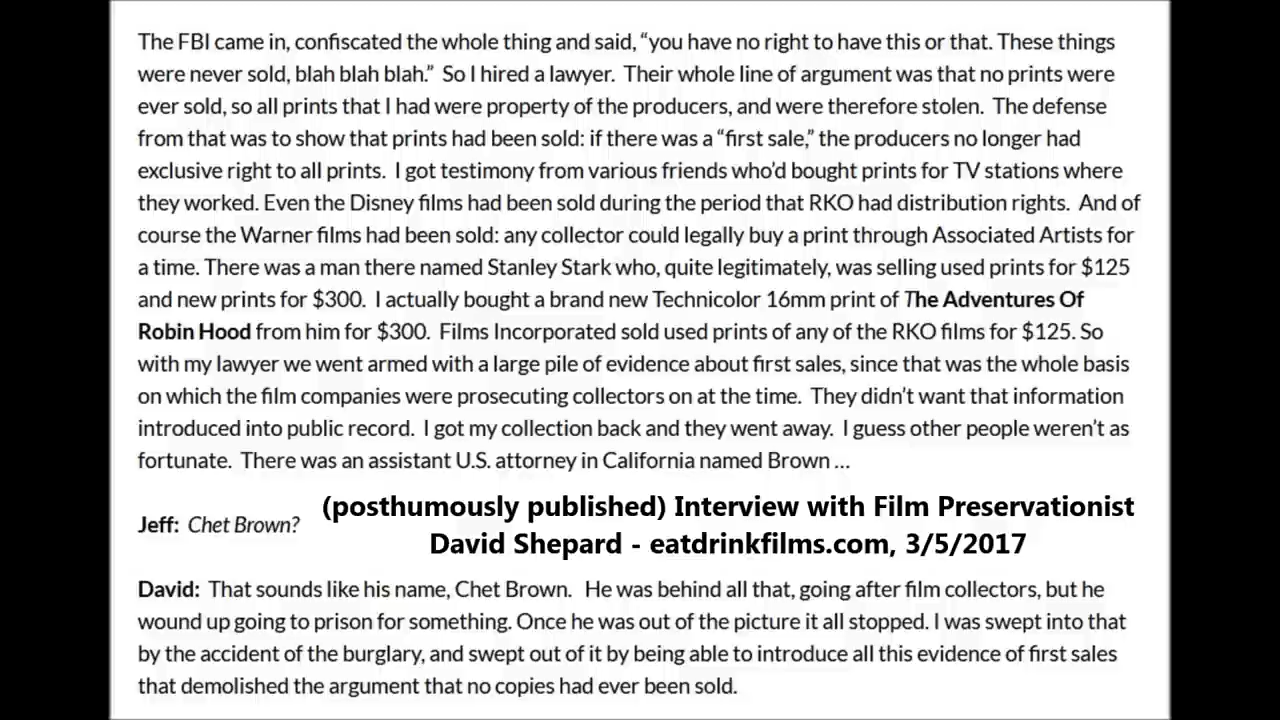 The FBI came in, confiscated the whole thing and said, “you have no right to have this or that. These things
were never sold, blah blah blah.” So I hired a lawyer. Their whole line of argument was that no prints were
ever sold, so all prints that I had were property of the producers, and were therefore stolen. The defense
from that was to show that prints had been sold: if there was a “first sale,” the producers no longer had
exclusive right to all prints. I got testimony from various friends who’d bought prints for TV stations where
they worked. Even the Disney films had been sold during the period that RKO had distribution rights. And of
course the Warner films had been sold: any collector could legally buy a print through Associated Artists for
a time. There was a man there named Stanley Stark who, quite legitimately, was selling used prints for $125
and new prints for $300. I actually bought a brand new Technicolor 16mm print of The Adventures Of
Robin Hood from him for $300. Films Incorporated sold used prints of any of the RKO films for $125. So
with my lawyer we went armed with a large pile of evidence about first sales, since that was the whole basis
on which the film companies were prosecuting collectors on at the time. They didn’t want that information
introduced into public record. I got my collection back and they went away. I guess other people weren’t as
fortunate. There was an assistant U.S. attorney in California named Brown …
(posthumously published) Interview with Film Preservationist
Jeff: Chet Brown?
David Shepard - eatdrinkfilms.com, 3/5/2017
David: That sounds like his name, Chet Brown. He was behind all that, going after film collectors, but he
wound up going to prison for something. Once he was out of the picture it all stopped. I was swept into that
by the accident of the burglary, and swept out of it by being able to introduce all this evidence of first sales
that demolished the argument that no copies had ever been sold.